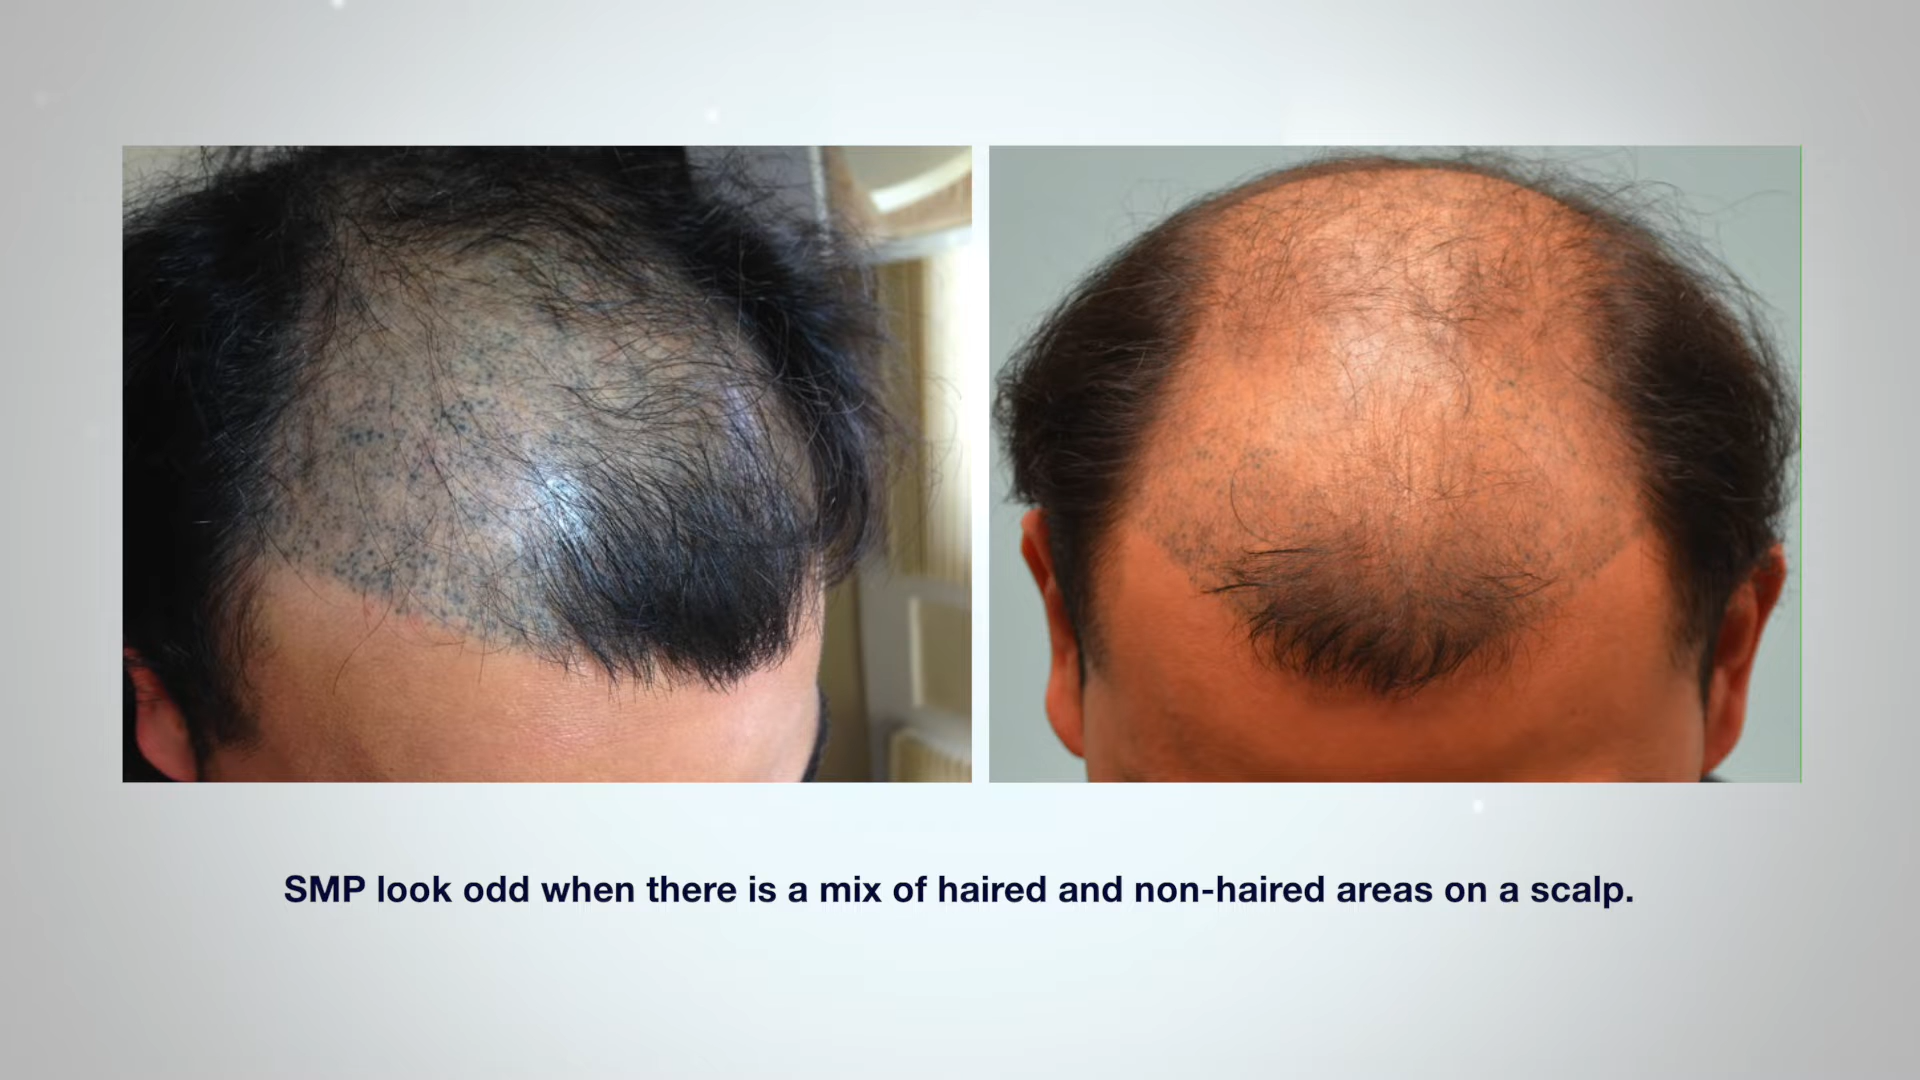 SMP look odd when there is a mix of haired and non-haired areas on a scalp.